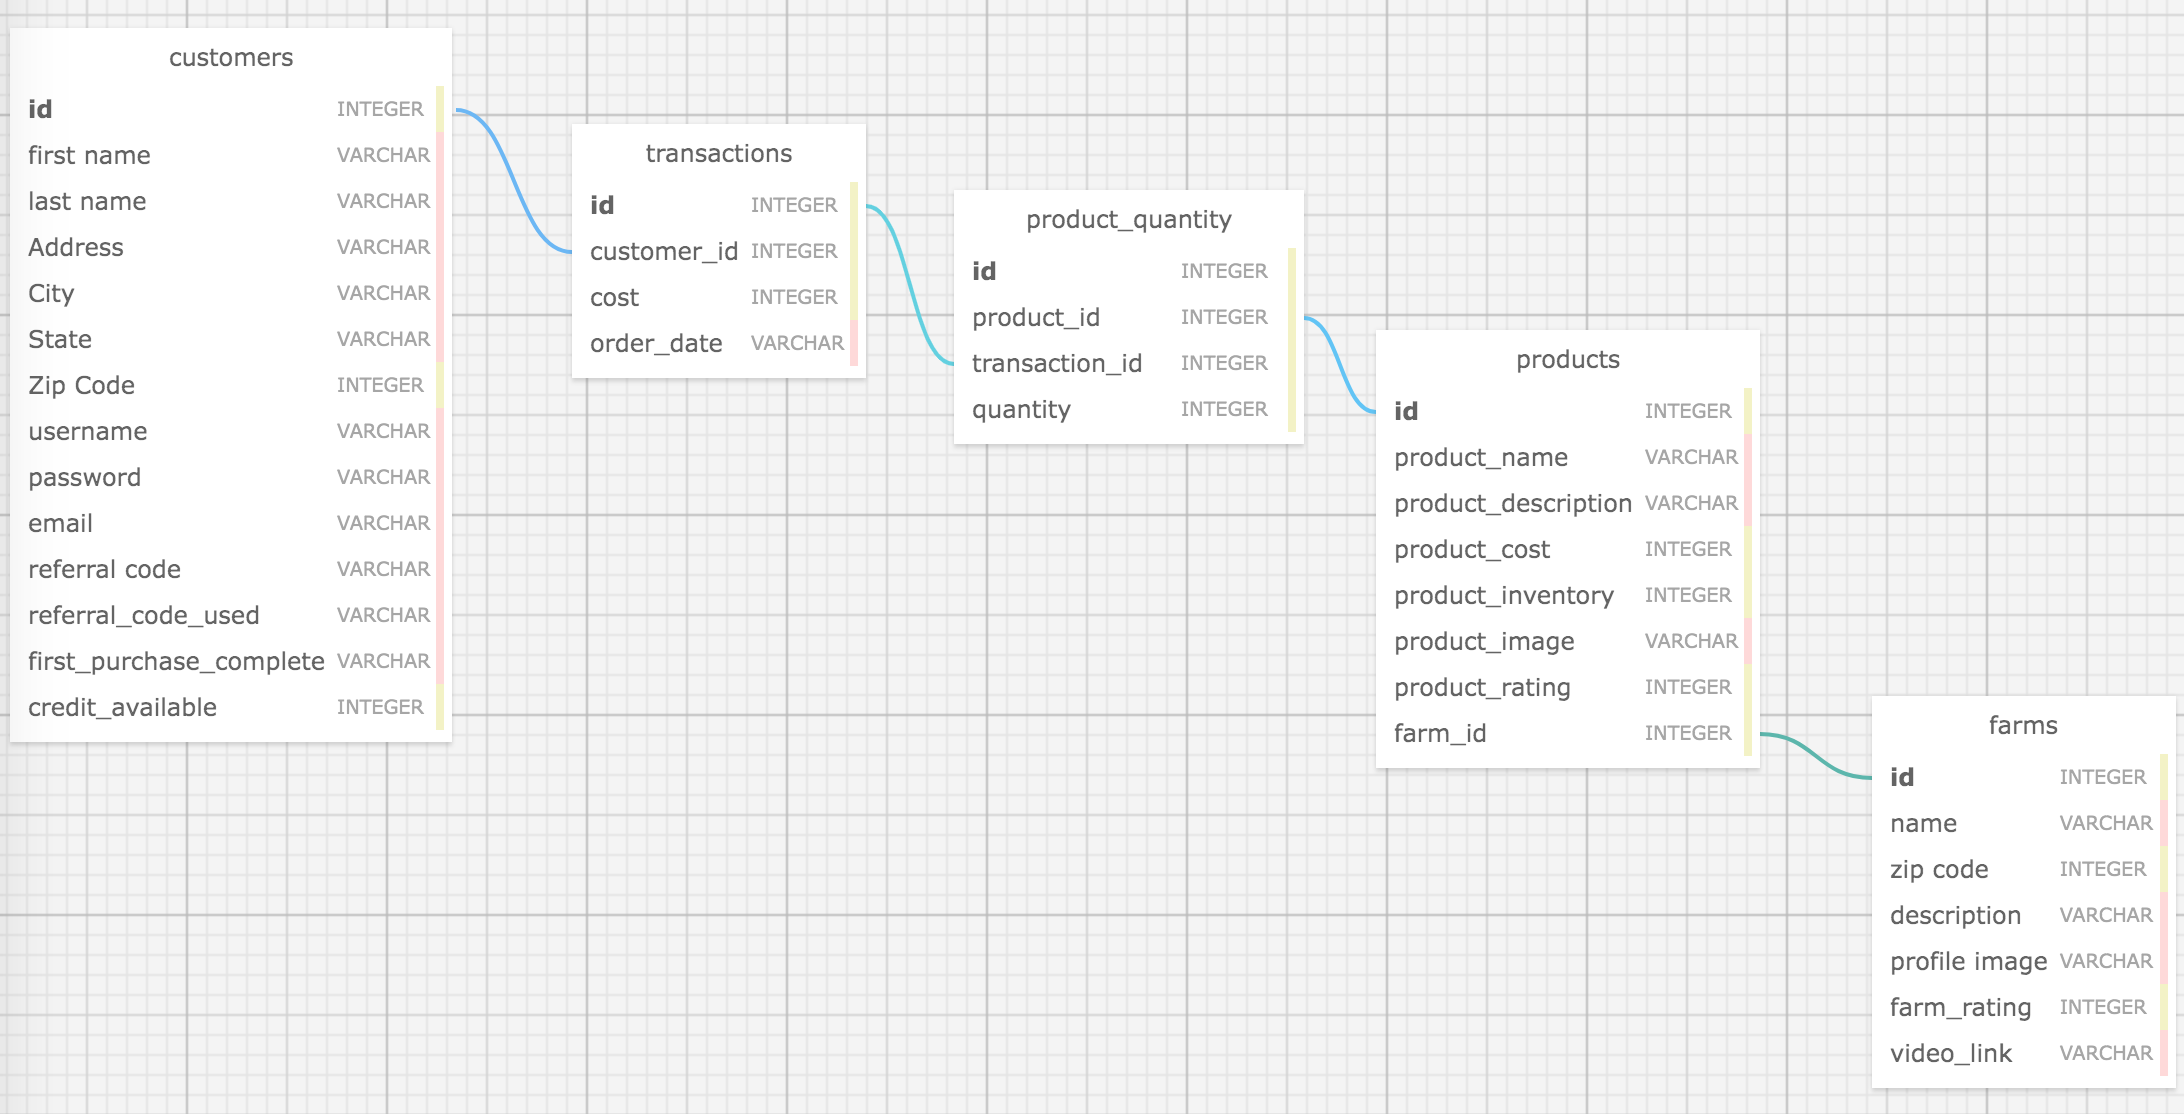 customers
id INTEGER
first name VARCHAR
last name VARCHAR
Address VARCHAR
City VARCHAR
State VARCHAR
Zip Code INTEGER
username VARCHAR
password VARCHAR
email VARCHAR
referral code VARCHAR
referral_code_used VARCHAR
first_purchase_complete VARCHAR
credit_available INTEGER
transactions
id INTEGER
customer_id INTEGER
cost INTEGER
order_date VARCHAR
product_quantity
id INTEGER
product_id INTEGER
transaction_id INTEGER
quantity INTEGER
products
id INTEGER
product_name VARCHAR
product_description VARCHAR
product_cost INTEGER
product_inventory INTEGER
product_image VARCHAR
product_rating INTEGER
farm_id INTEGER
farms
id INTEGER
name VARCHAR
zip code INTEGER
description VARCHAR
profile image VARCHAR
farm_rating INTEGER
video_link VARCHAR